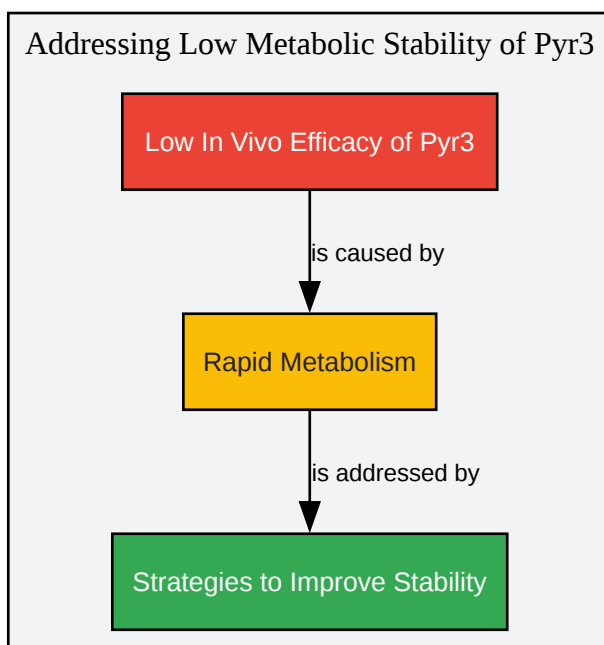 Addressing Low Metabolic Stability of Pyr3
Low In Vivo Efficacy of Pyr3
is caused by
Rapid Metabolism
is addressed by
Strategies to Improve Stability